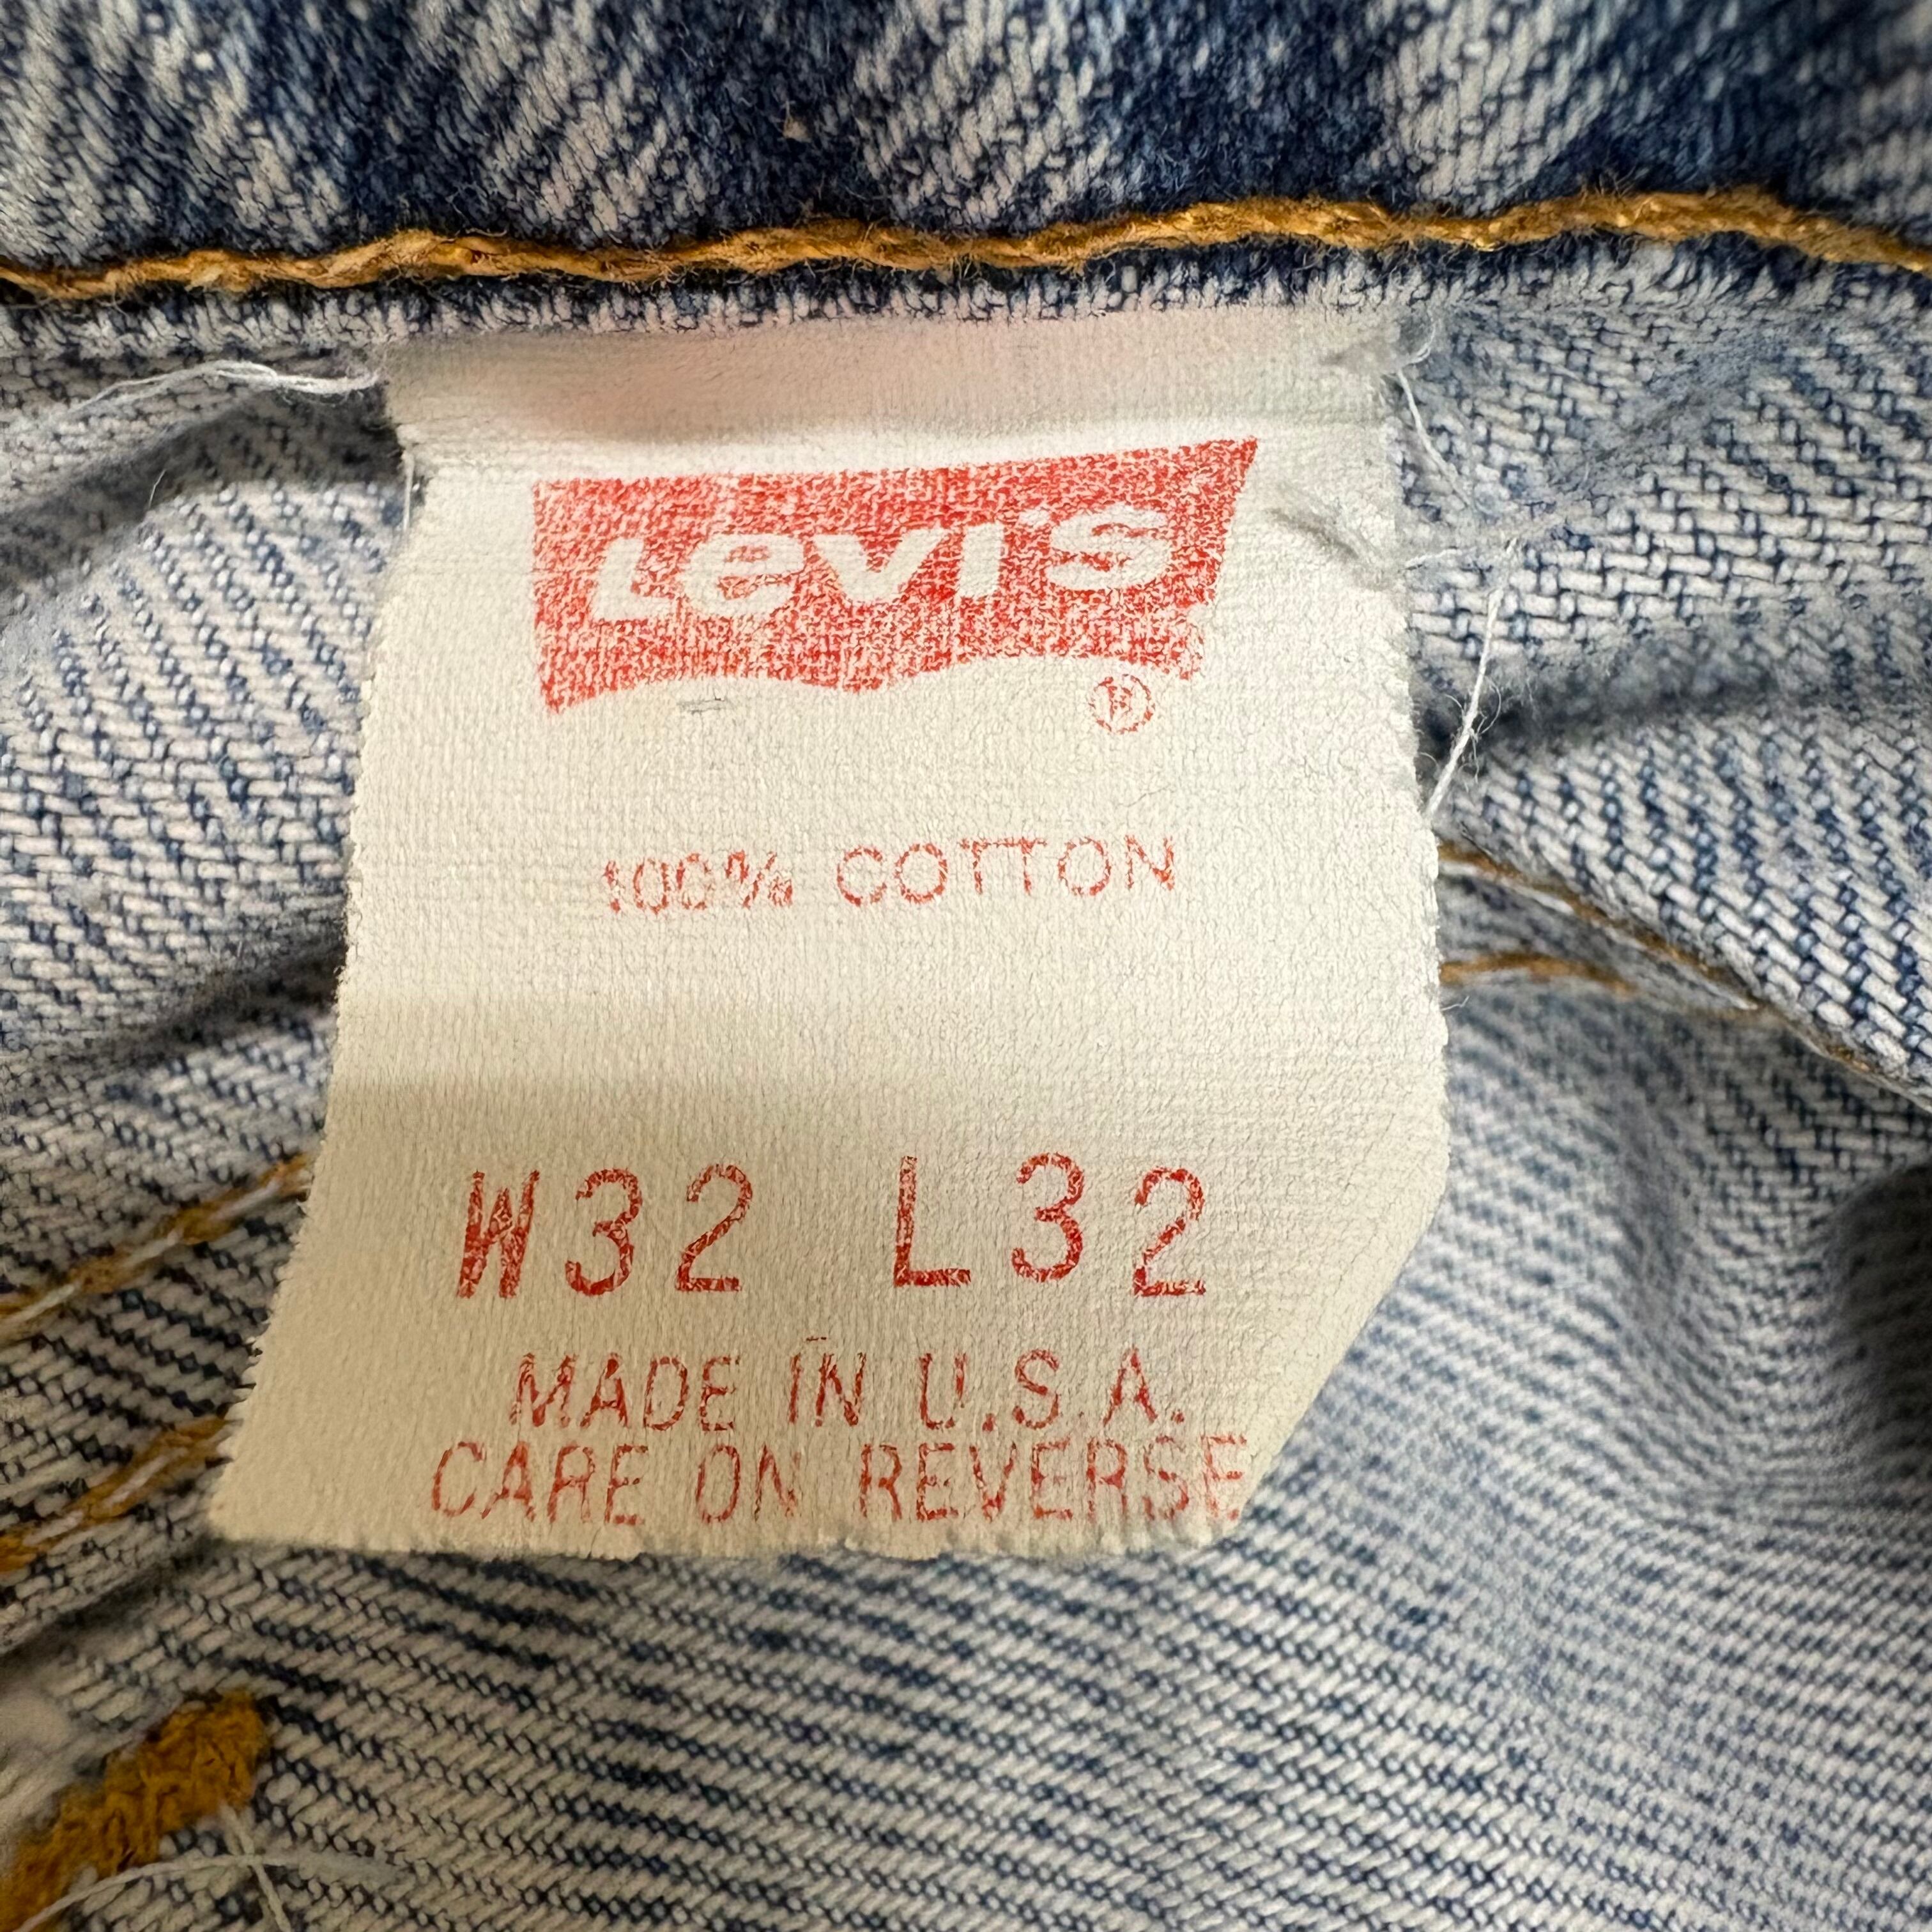 Levi's
®
100% COTTON
W32 L32
MADE IN U.S.A.
CARE ON REVERSE